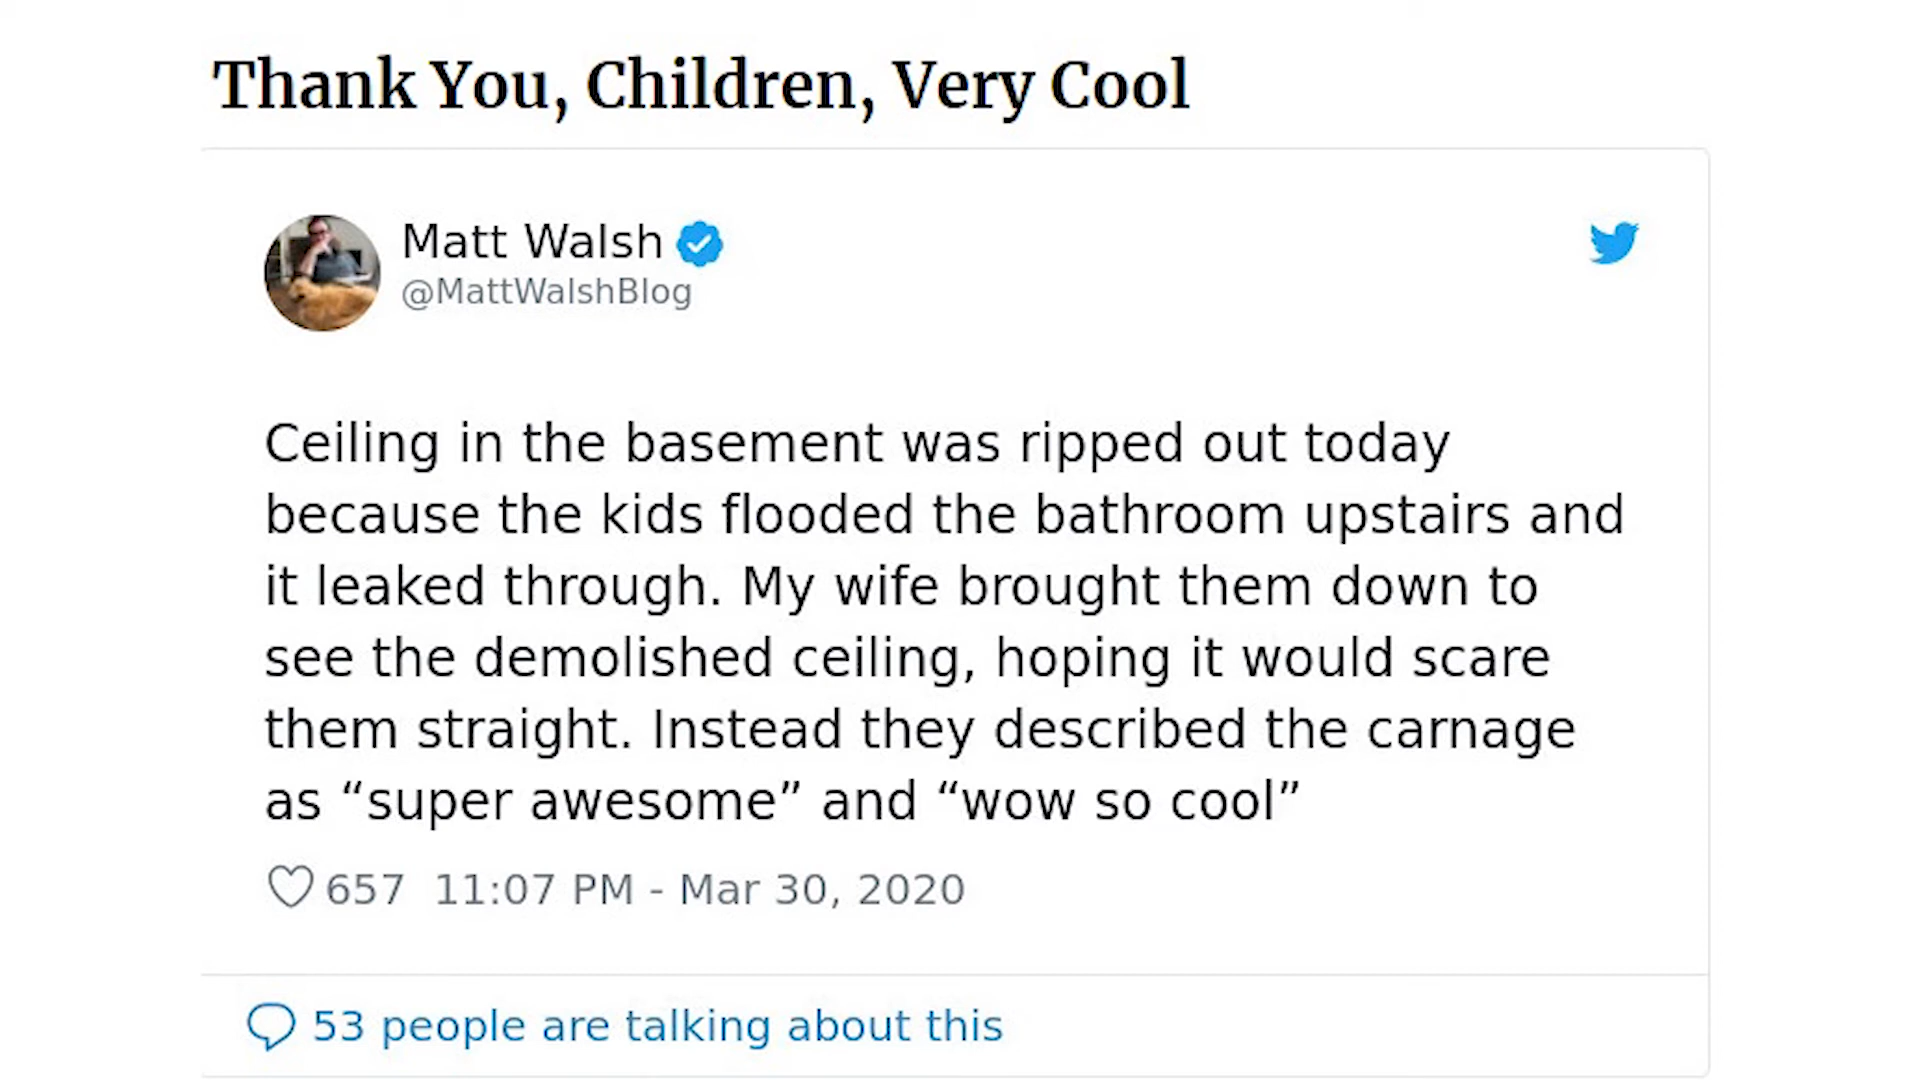 Thank You, Children, Very Cool
Matt Walsh
@MattWalshBlog
Ceiling in the basement was ripped out today
because the kids flooded the bathroom upstairs and
it leaked through. My wife brought them down to
see the demolished ceiling, hoping it would scare
them straight. Instead they described the carnage
as “super awesome” and “wow so cool”
657 11:07 PM - Mar 30, 2020
53 people are talking about this